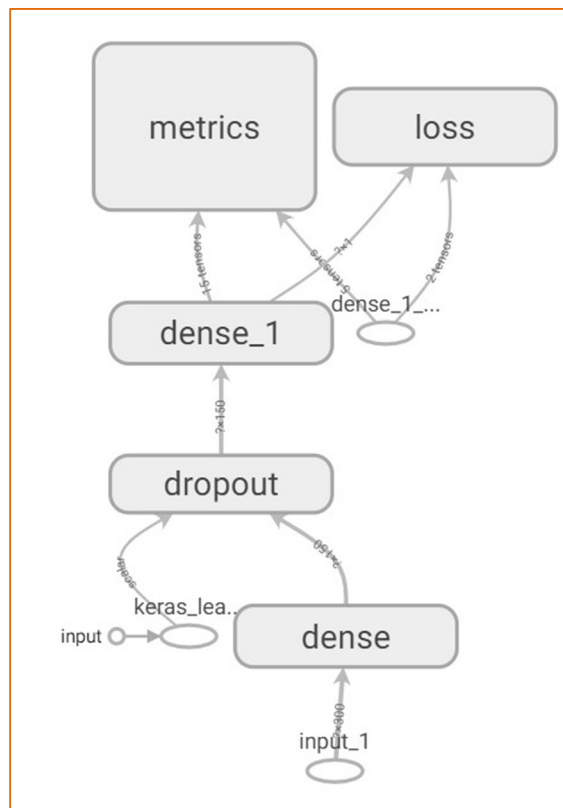 metrics
loss
15 tensors
5 tensors
?×1
2 tensors
dense_1_...
dense_1
?×150
dropout
scalar
?×150
keras_lea..
input
dense
?×300
input_1